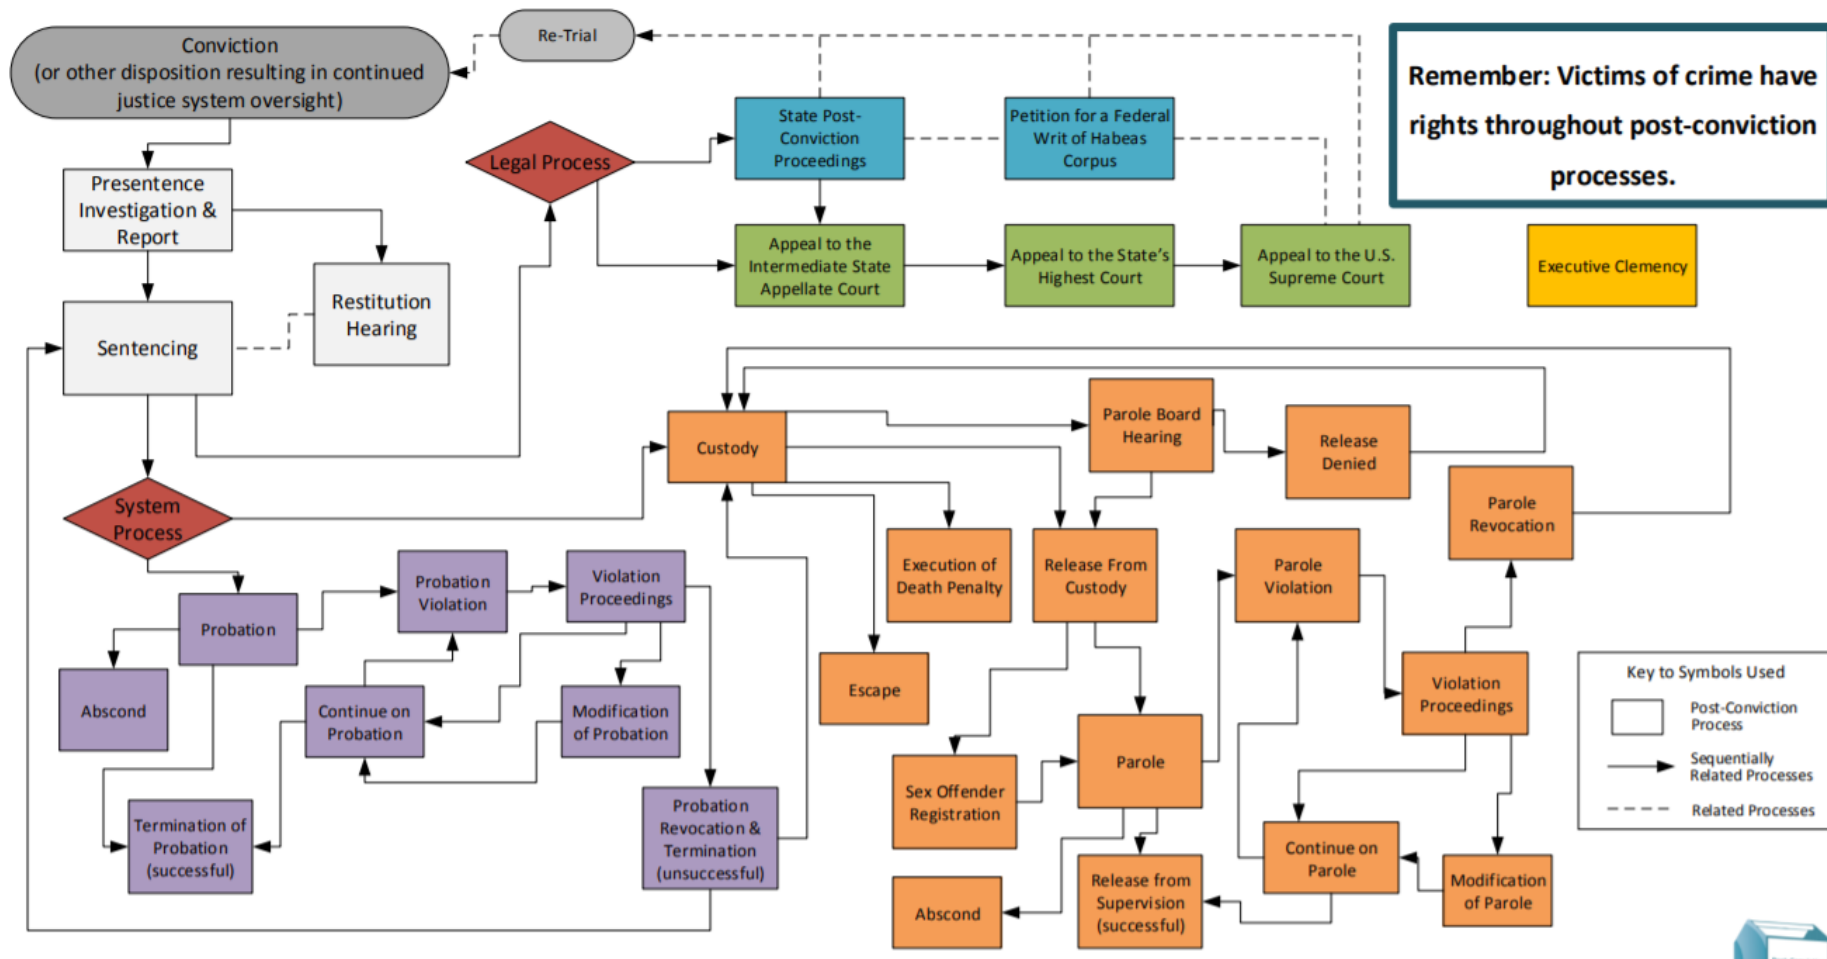 Conviction
(or other disposition resulting in continued
justice system oversight)
Re-Trial
Remember: Victims of crime have
rights throughout post-conviction
processes.
Legal Process
State Post-
Conviction
Proceedings
Petition for a Federal
Writ of Habeas
Corpus
Presentence
Investigation &
Report
Appeal to the
Intermediate State
Appellate Court
Appeal to the State's
Highest Court
Appeal to the U.S.
Supreme Court
Executive Clemency
Restitution
Hearing
Sentencing
Custody
Parole Board
Hearing
Release
Denied
Parole
Revocation
System
Process
Execution of
Death Penalty
Release From
Custody
Parole
Violation
Probation
Violation
Violation
Proceedings
Probation
Abscond
Continue on
Probation
Modification
of Probation
Escape
Violation
Proceedings
Parole
Sex Offender
Registration
Termination of
Probation
(successful)
Probation
Revocation &
Termination
(unsuccessful)
Continue on
Parole
Modification
of Parole
Abscond
Release from
Supervision
(successful)
Key to Symbols Used
Post-Conviction
Process
Sequentially
Related Processes
Related Processes